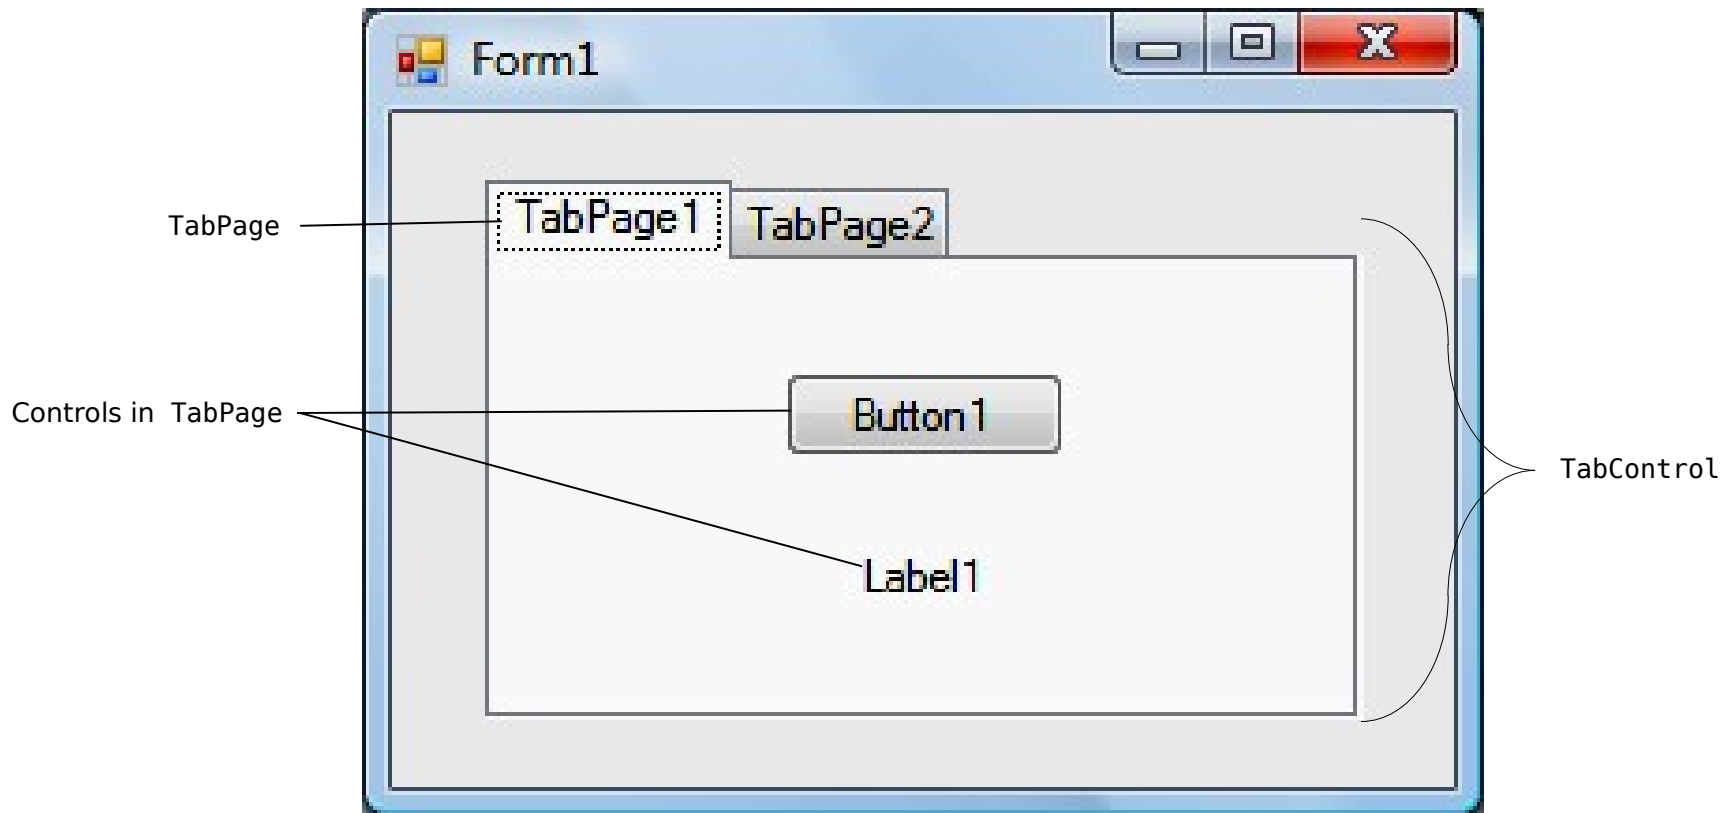 Form1
TabPage1 TabPage2
TabPage
Button1
Controls in TabPage
TabControl
Label1